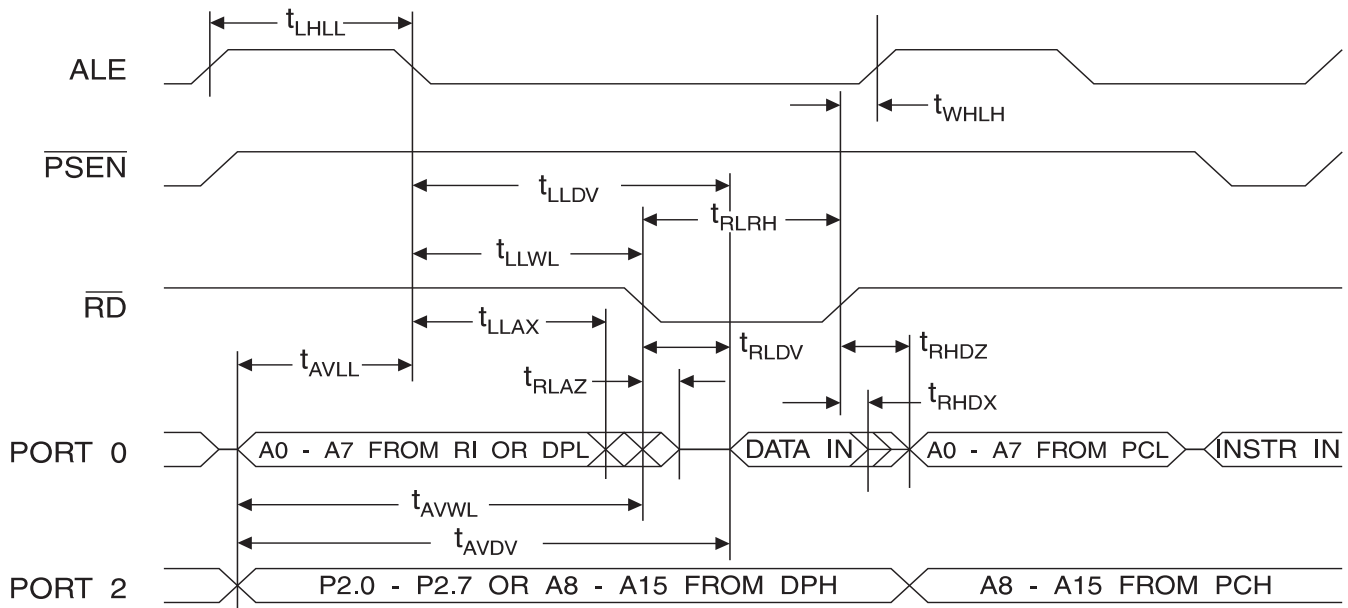 tLHLL
ALE
tWHLH
PSEN
tLLDV
tRLRH
tLLWL
RD
tLLAX
tRLDV
tRHDZ
tAVLL
tRLAZ
tRHDX
PORT 0
A0 - A7 FROM RI OR DPL
DATA IN
A0 - A7 FROM PCL
INSTR IN
tAVWL
tAVDV
PORT 2
P2.0 - P2.7 OR A8 - A15 FROM DPH
A8 - A15 FROM PCH